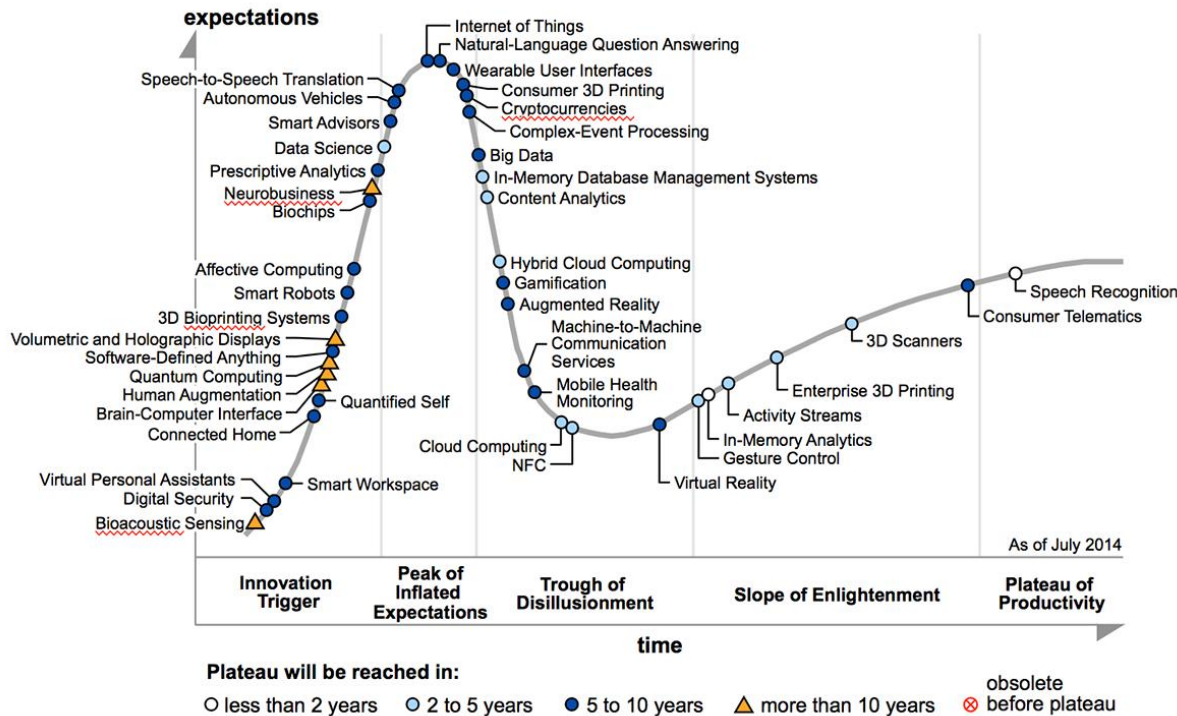 expectations
Internet of Things
Natural-Language Question Answering
Wearable User Interfaces
Speech-to-Speech Translation
Consumer 3D Printing
Autonomous Vehicles
Cryptocurrencies
Smart Advisors
Complex-Event Processing
Data Science
Big Data
Prescriptive Analytics
In-Memory Database Management Systems
Neurobusiness
Content Analytics
Biochips
Hybrid Cloud Computing
Affective Computing
Gamification
Smart Robots
Augmented Reality
Speech Recognition
3D Bioprinting Systems
Consumer Telematics
Machine-to-Machine
Communication
Services
Volumetric and Holographic Displays
3D Scanners
Software-Defined Anything
Quantum Computing
Mobile Health
Monitoring
Human Augmentation
Enterprise 3D Printing
Quantified Self
Brain-Computer Interface
Activity Streams
Connected Home
Cloud Computing
In-Memory Analytics
NFC
Gesture Control
Virtual Personal Assistants
Smart Workspace
Virtual Reality
Digital Security
Bioacoustic Sensing
As of July 2014
Innovation
Trigger
Peak of
Inflated
Expectations
Trough of
Disillusionment
Slope of Enlightenment
Plateau of
Productivity
time
Plateau will be reached in:
less than 2 years
2 to 5 years
5 to 10 years
more than 10 years
obsolete
before plateau